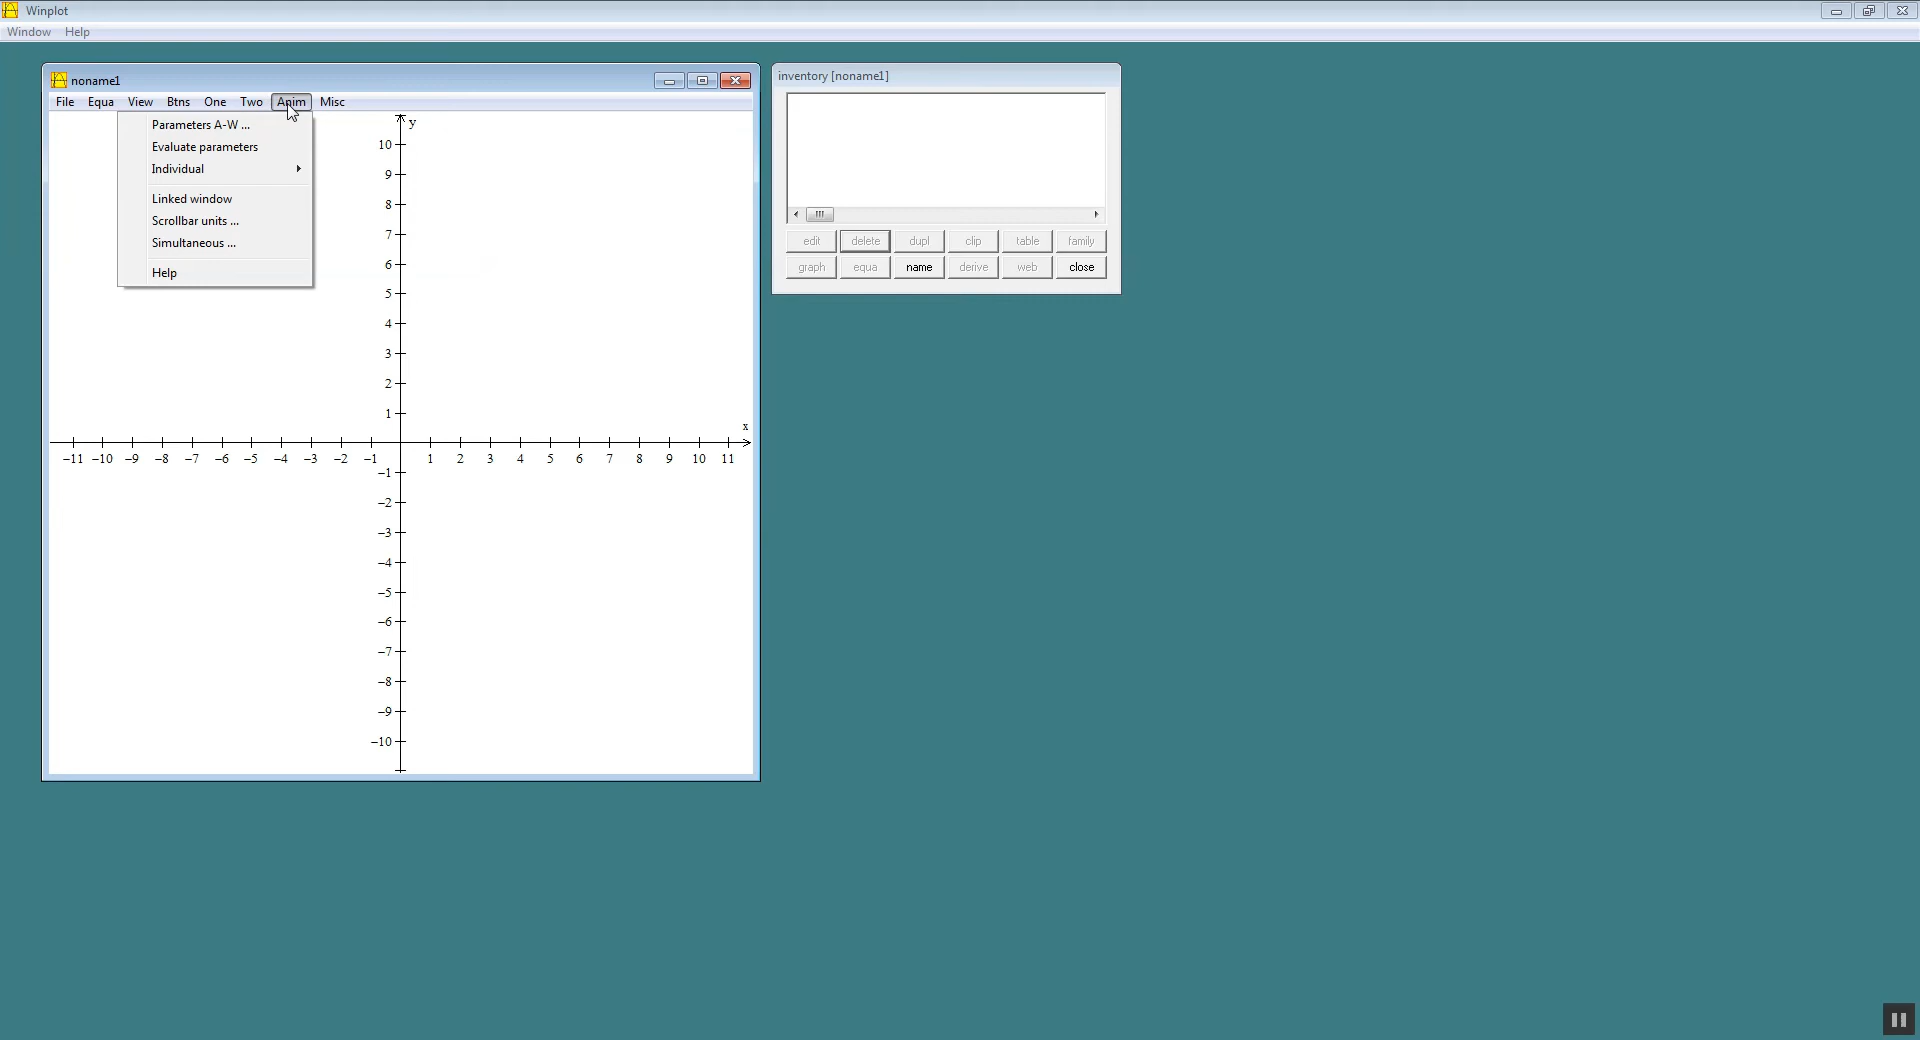 Winplot
Window Help
noname1
File Equa View Btns One Two Anim Misc
Parameters A-W ...
Evaluate parameters
Individual
Linked window
Scrollbar units ...
Simultaneous ...
Help
y
10
9
8
7
6
5
4
3
2
1
x
−11 −10 −9 −8 −7 −6 −5 −4 −3 −2 −1 1 2 3 4 5 6 7 8 9 10 11
−1
−2
−3
−4
−5
−6
−7
−8
−9
−10
inventory [noname1]
edit delete dupl clip table family
graph equa name derive web close